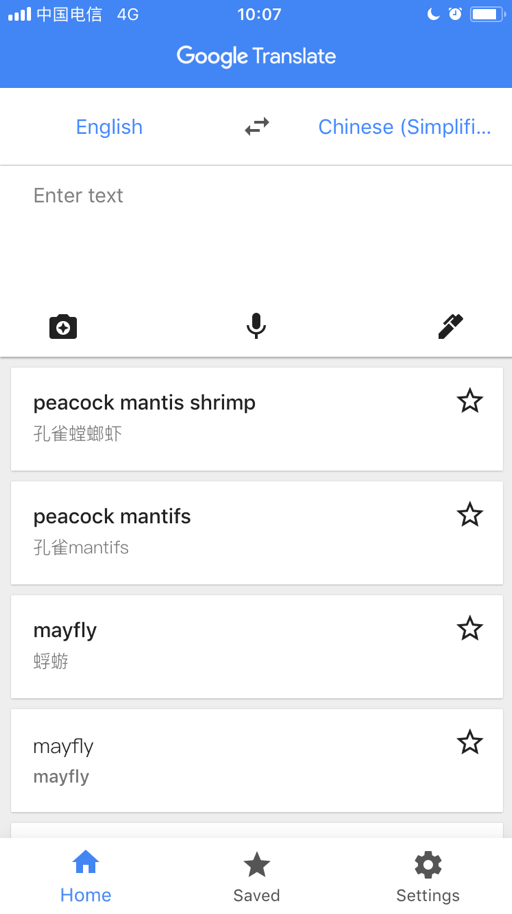 中国电信 4G 10:07
Google Translate
English Chinese (Simplifi...
Enter text
peacock mantis shrimp
孔雀螳螂虾
peacock mantifs
孔雀mantifs
mayfly
蜉蝣
mayfly
mayfly
Home Saved Settings